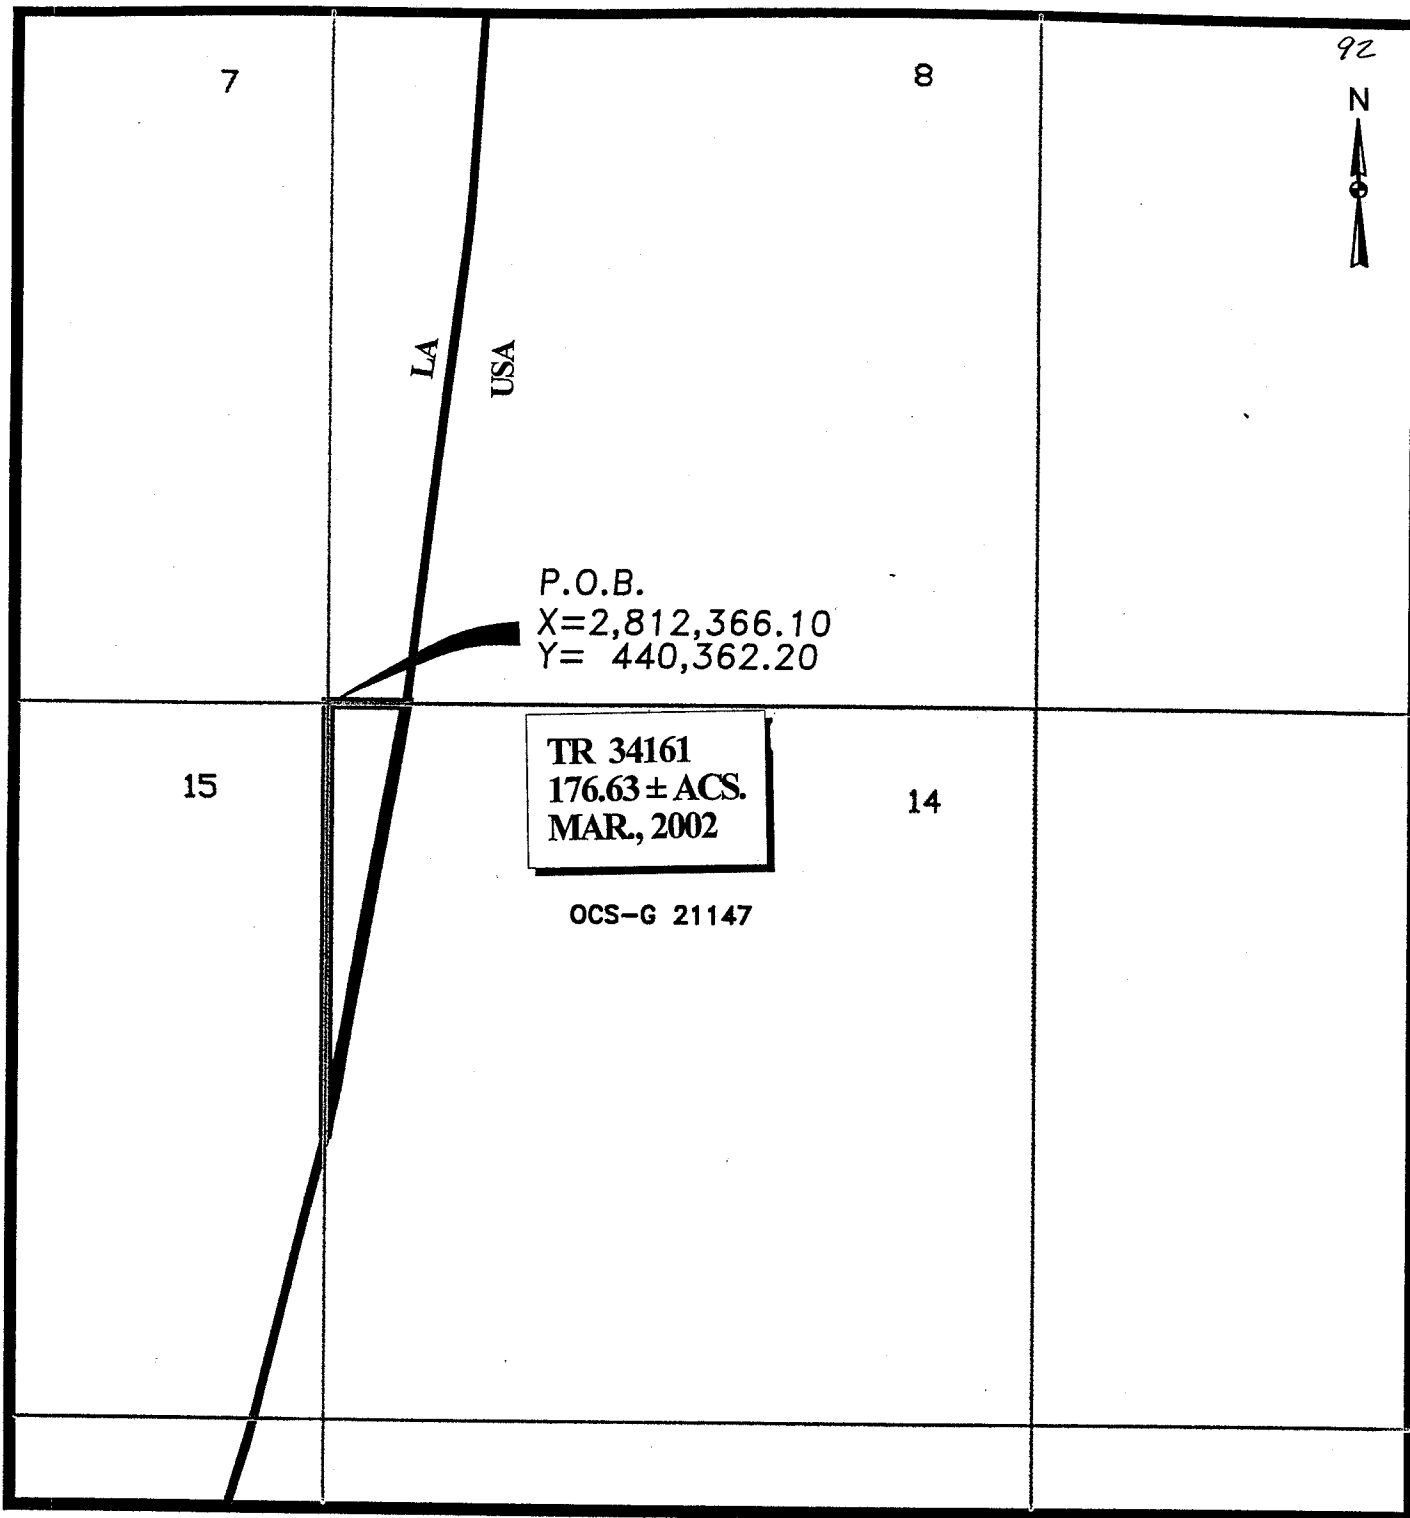 92
7
8
N
LA
USA
P.O.B.
X=2,812,366.10
Y= 440,362.20
15
TR 34161
176.63 ± ACS.
MAR., 2002
14
OCS-G 21147